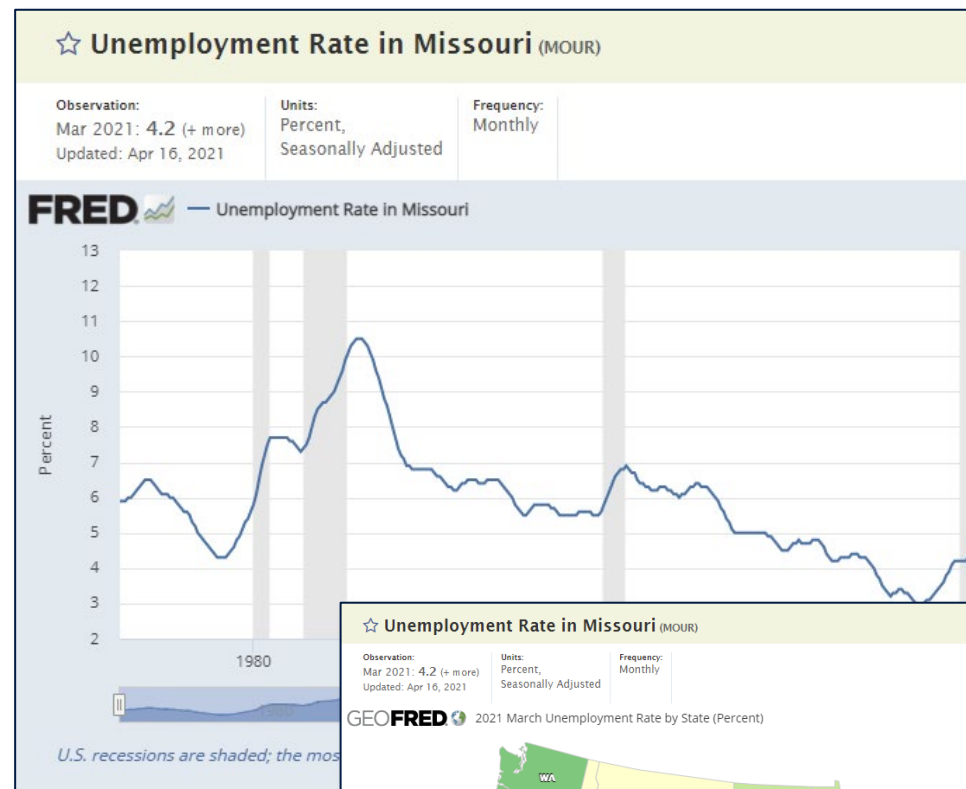 ☆ Unemployment Rate in Missouri (MOUR)
Observation:
Mar 2021: 4.2 (+ more)
Updated: Apr 16, 2021
Units:
Percent,
Seasonally Adjusted
Frequency:
Monthly
FRED — Unemployment Rate in Missouri
13
12
11
10
9
8
7
6
5
4
3
2
Percent
1980
1980
U.S. recessions are shaded; the mos
☆ Unemployment Rate in Missouri (MOUR)
Observation:
Mar 2021: 4.2 (+ more)
Updated: Apr 16, 2021
Units:
Percent,
Seasonally Adjusted
Frequency:
Monthly
GEOFRED 2021 March Unemployment Rate by State (Percent)
WA